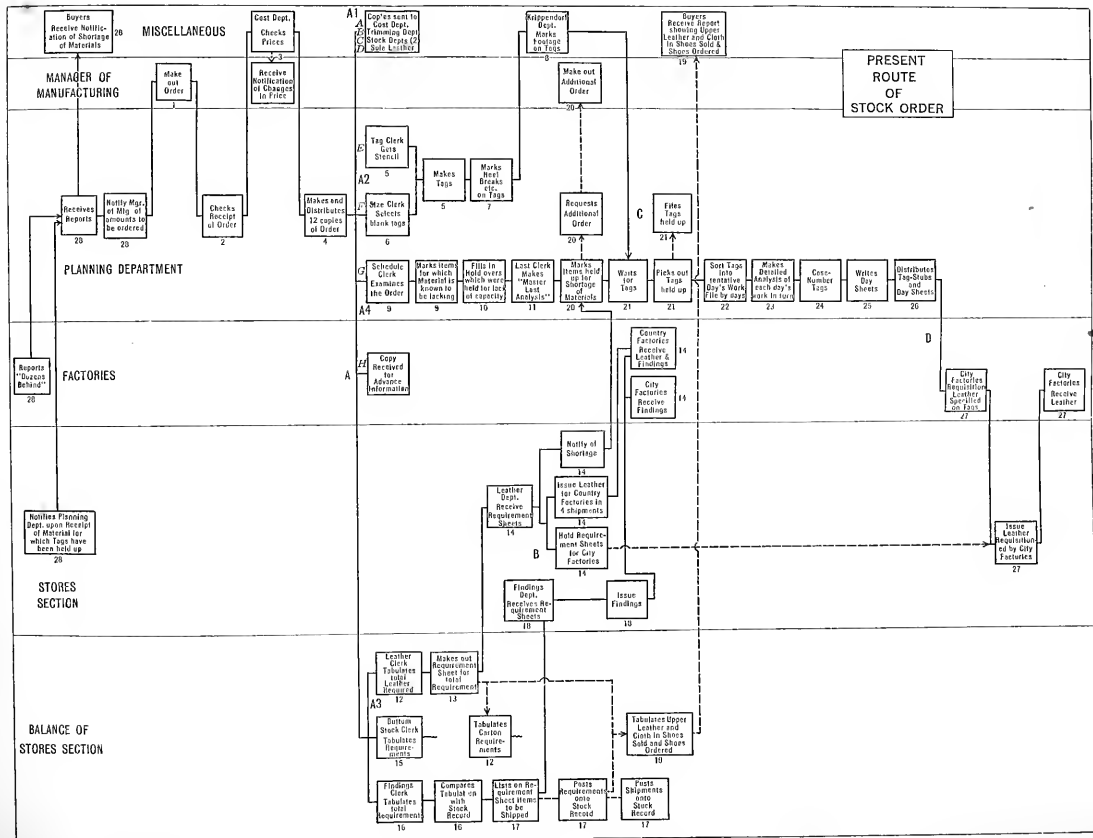 MISCELLANEOUS
Buyers
Receive Notifi-
cation of Shortage
of Materials
28
Cost Dept.
Checks
Prices
3
A1
A
B
C
D
Copies sent to
Cost Dept.
Trimming Dept
Stock Depts (2)
Sole Leather
Krippendorf
Dept.
Marks
Footage
on Tags
8
Buyers
Receive Report
showing Upper
Leather and Cloth
in Shoes Sold &
Shoes Ordered
19
PRESENT
ROUTE
OF
STOCK ORDER
MANAGER OF
MANUFACTURING
Make
out
Order
1
Receive
Notification
of Changes
in Price
Make out
Additional
Order
20
PLANNING DEPARTMENT
Receives
Reports
28
Notify Mgr.
of Mfg of
amounts to
be ordered
28
Checks
Receipt
of Order
2
Makes and
Distributes
12 copies
of Order
4
E
Tag Clerk
Gets
Stencil
5
A2
F
Size Clerk
Selects
blank tags
6
Makes
Tags
5
Marks
Heel
Breaks
etc.
on Tags
7
Requests
Additional
Order
20
C
Files
Tags
held up
21
G
Schedule
Clerk
Examines
the Order
9
A4
Marks items
for which
Material is
known to
be lacking
9
Fills in
Hold overs
which were
held for lack
of capacity
10
Last Clerk
Makes
"Master
Last
Analysis"
11
Marks
Items held
up for
Shortage
of
Materials
20
Waits
for Tags
21
Picks out
Tags
held up
21
Sort Tags
into
tentative
Day's Work
File by days
22
Makes
Detailed
Analysis of
each day's
work in turn
23
Case-
Number
Tags
24
Writes
Day
Sheets
25
Distributes
Tag-Stubs
and
Day Sheets
26
D
FACTORIES
Reports
"Dozens
Behind"
28
A
H
Copy
Received
for
Advance
Information
Country
Factories
Receive
Leather &
Findings
14
City
Factories
Receive
Findings
14
City
Factories
Requisition
Leather
Specified
on Tags
27
City
Factories
Receive
Leather
27
STORES
SECTION
Notifies Planning
Dept. upon Receipt
of Material for
which Tags have
been held up
28
Leather
Dept.
Receive
Requirement
Sheets
14
Notify of
Shortage
14
Issue Leather
for Country
Factories in
4 shipments
14
B
Hold Require-
ment Sheets
for City
Factories
14
Findings
Dept.
Receives Re-
quirement
Sheets
18
Issue
Findings
18
Issue
Leather
Requisition-
ed by City
Factories
27
BALANCE OF
STORES SECTION
A3
Leather
Clerk
Tabulates
total
Leather
Required
12
Makes out
Requirement
Sheet for
total
Requirement
13
Bottom
Stock Clerk
Tabulates
Require-
ments
15
Tabulates
Carton
Require-
ments
12
Tabulates Upper
Leather and
Cloth in Shoes
Sold and Shoes
Ordered
19
Findings
Clerk
Tabulates
total
Requirements
16
Compares
Tabulation
with
Stock
Record
16
Lists on Re-
quirement
Sheet items
to be
Shipped
17
Posts
Requirements
onto
Stock
Record
17
Posts
Shipments
onto
Stock
Record
17